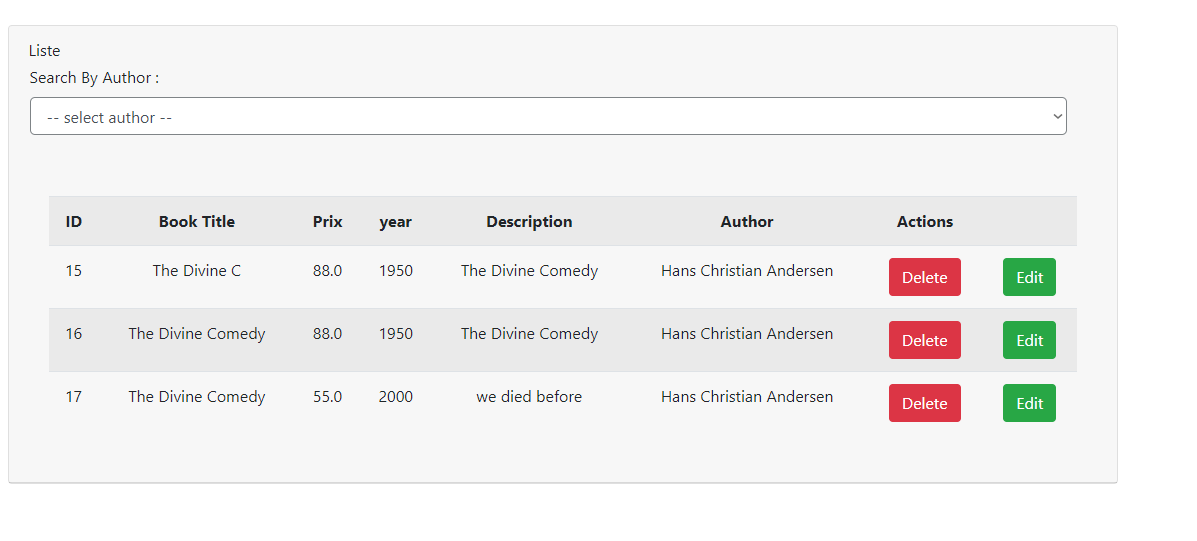 Liste
Search By Author :
-- select author --
ID Book Title Prix year Description Author Actions
15 The Divine C 88.0 1950 The Divine Comedy Hans Christian Andersen Delete Edit
16 The Divine Comedy 88.0 1950 The Divine Comedy Hans Christian Andersen Delete Edit
17 The Divine Comedy 55.0 2000 we died before Hans Christian Andersen Delete Edit